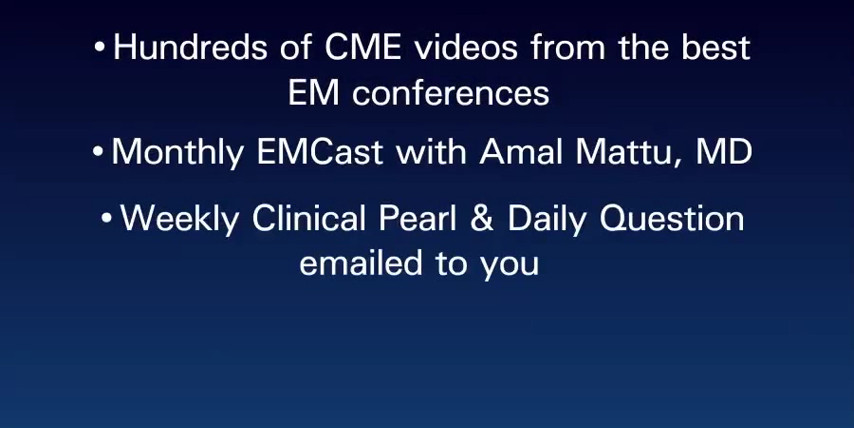 • Hundreds of CME videos from the best
EM conferences
• Monthly EMCast with Amal Mattu, MD
• Weekly Clinical Pearl & Daily Question
emailed to you